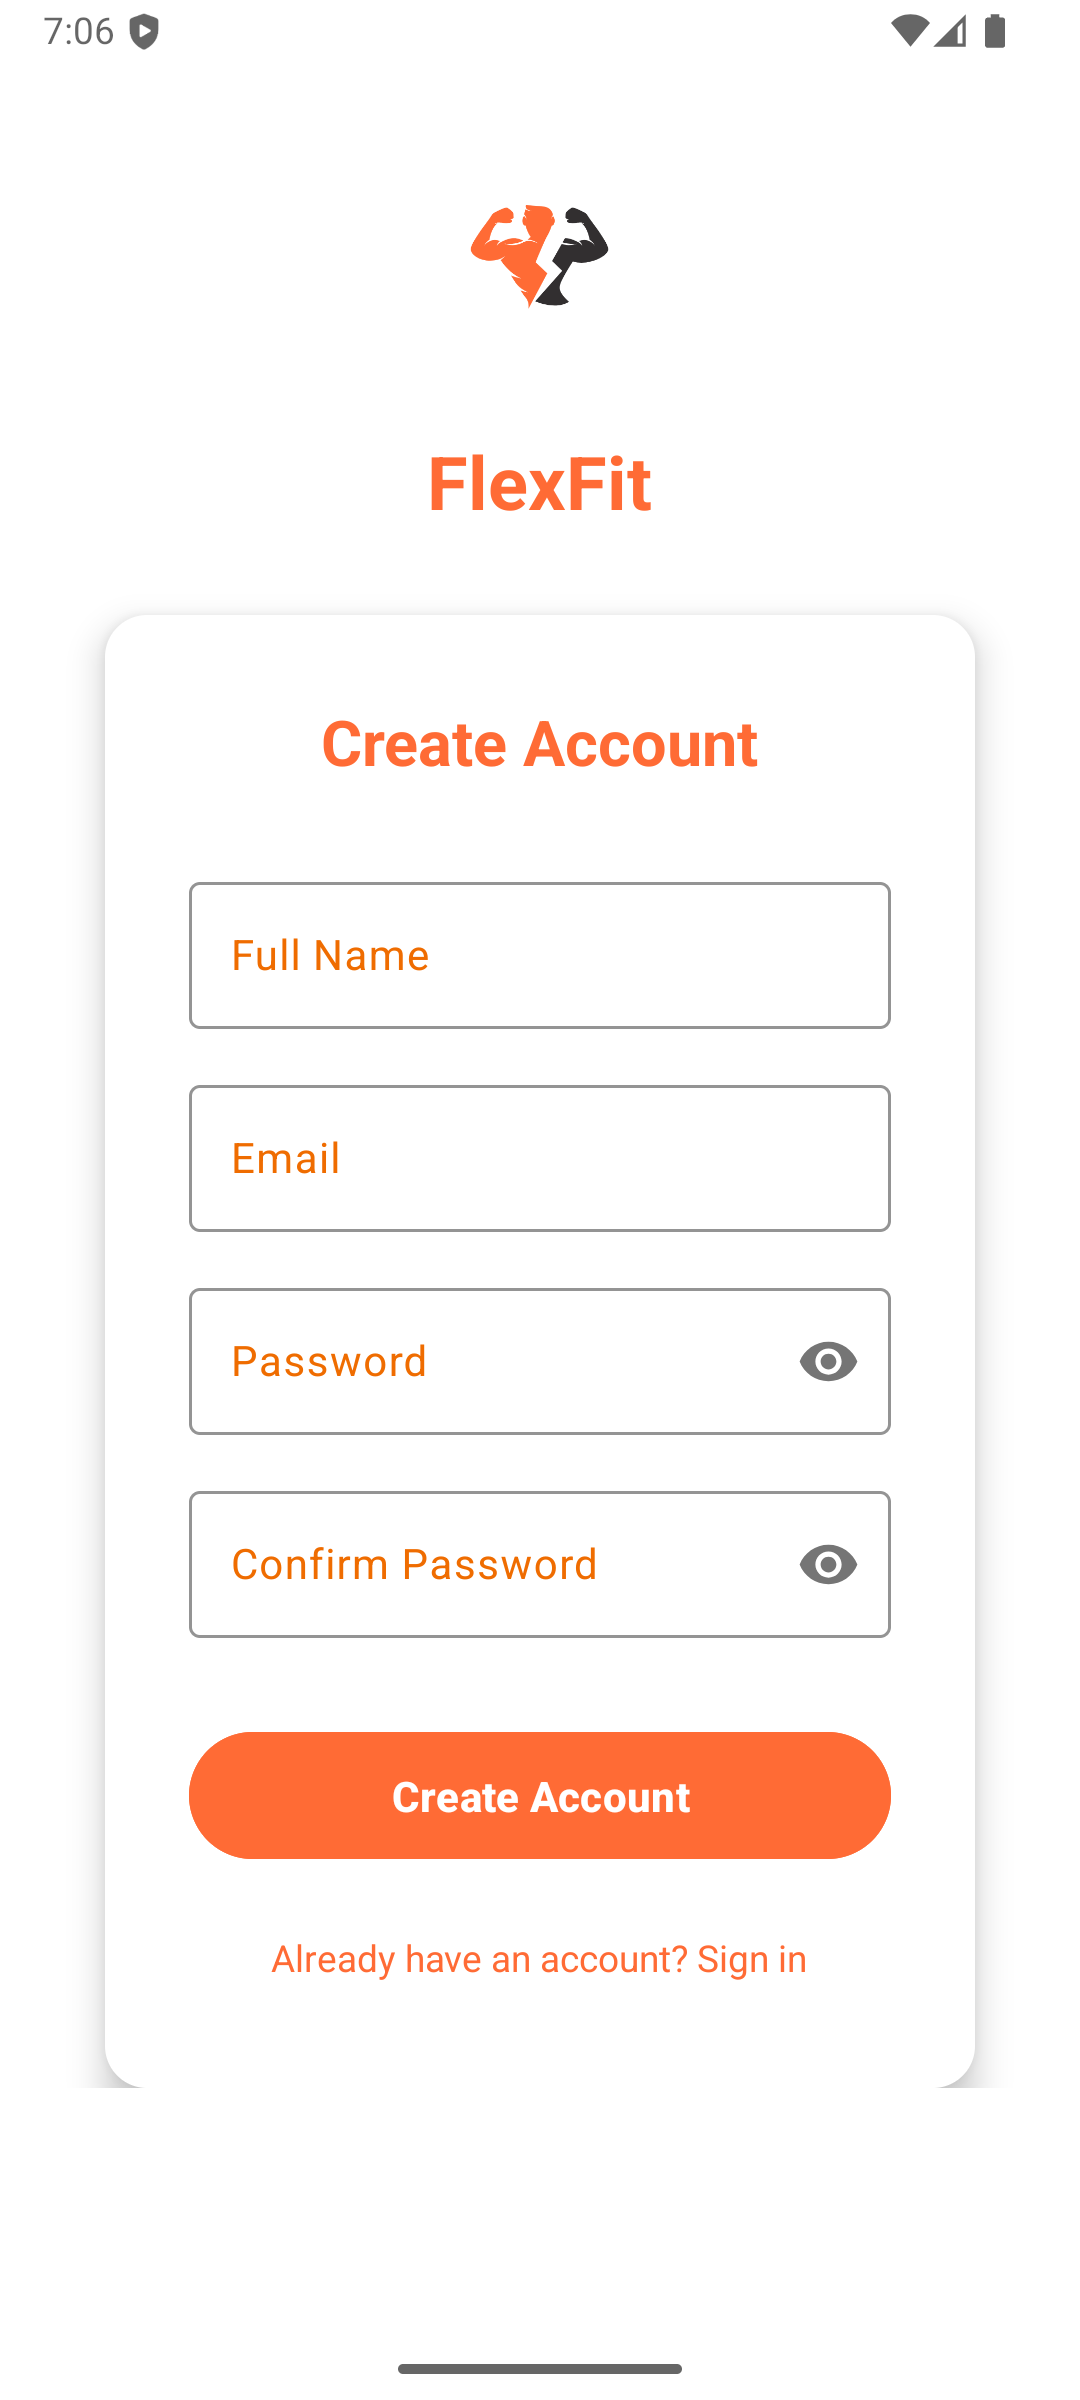 7:06
FlexFit
Create Account
Full Name
Email
Password
Confirm Password
Create Account
Already have an account? Sign in